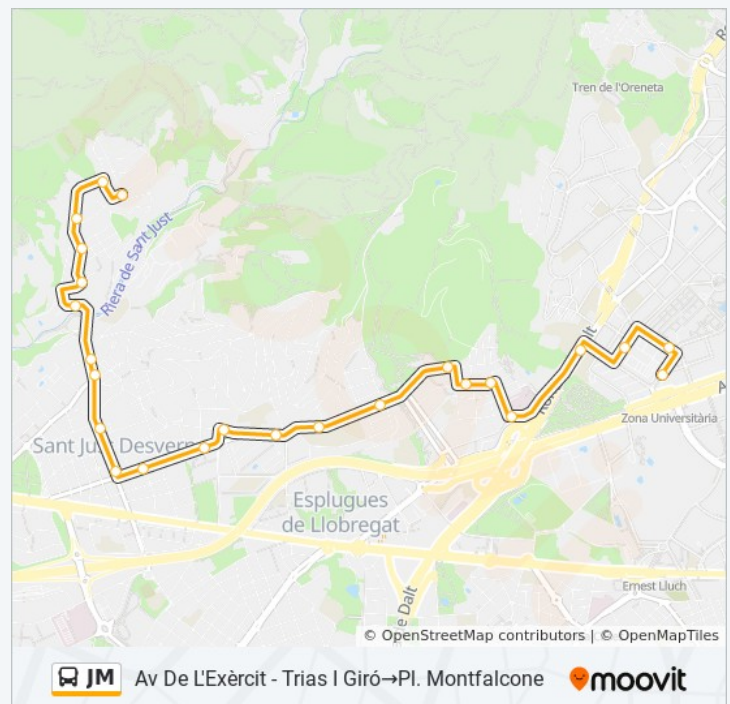 Tren de l'Oreneta
Riera de Sant Just
Zona Universitària
Sant Just Desvern
Esplugues
de Llobregat
Ernest Lluch
e Dalt
© OpenStreetMap contributors | © OpenMapTiles
JM Av De L'Exèrcit - Trias I Giró→Pl. Montfalcone moovit